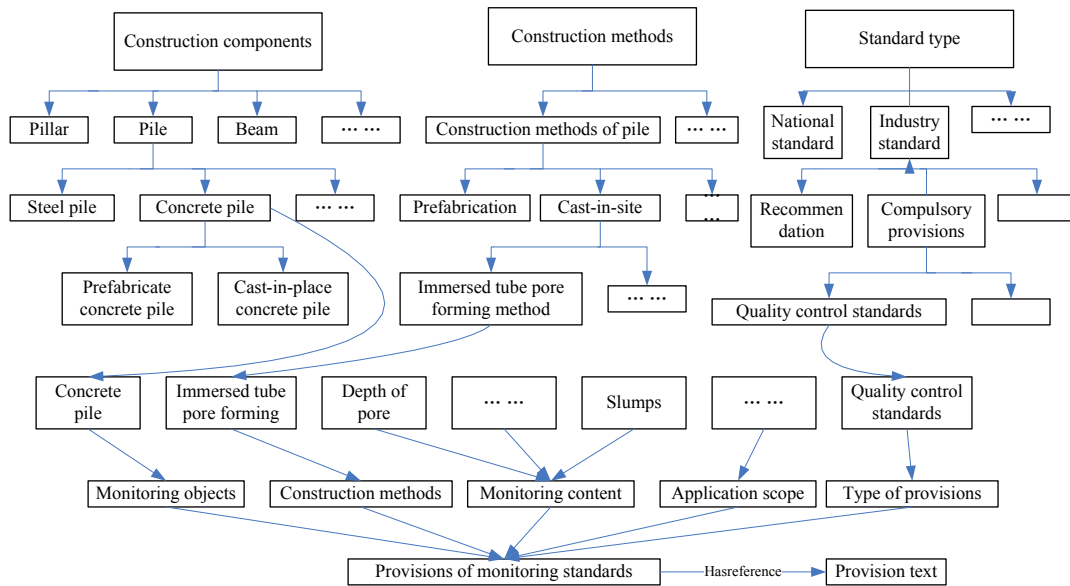 Construction components
Construction methods
Standard type
Pillar
Pile
Beam
... ...
Construction methods of pile
... ...
National
standard
Industry
standard
... ...
Steel pile
Concrete pile
... ...
Prefabrication
Cast-in-site
...
...
Recommen
dation
Compulsory
provisions
Prefabricate
concrete pile
Cast-in-place
concrete pile
Immersed tube pore
forming method
... ...
Quality control standards
Concrete
pile
Immersed tube
pore forming
Depth of
pore
... ...
Slumps
... ...
Quality control
standards
Monitoring objects
Construction methods
Monitoring content
Application scope
Type of provisions
Provisions of monitoring standards
Hasreference
Provision text